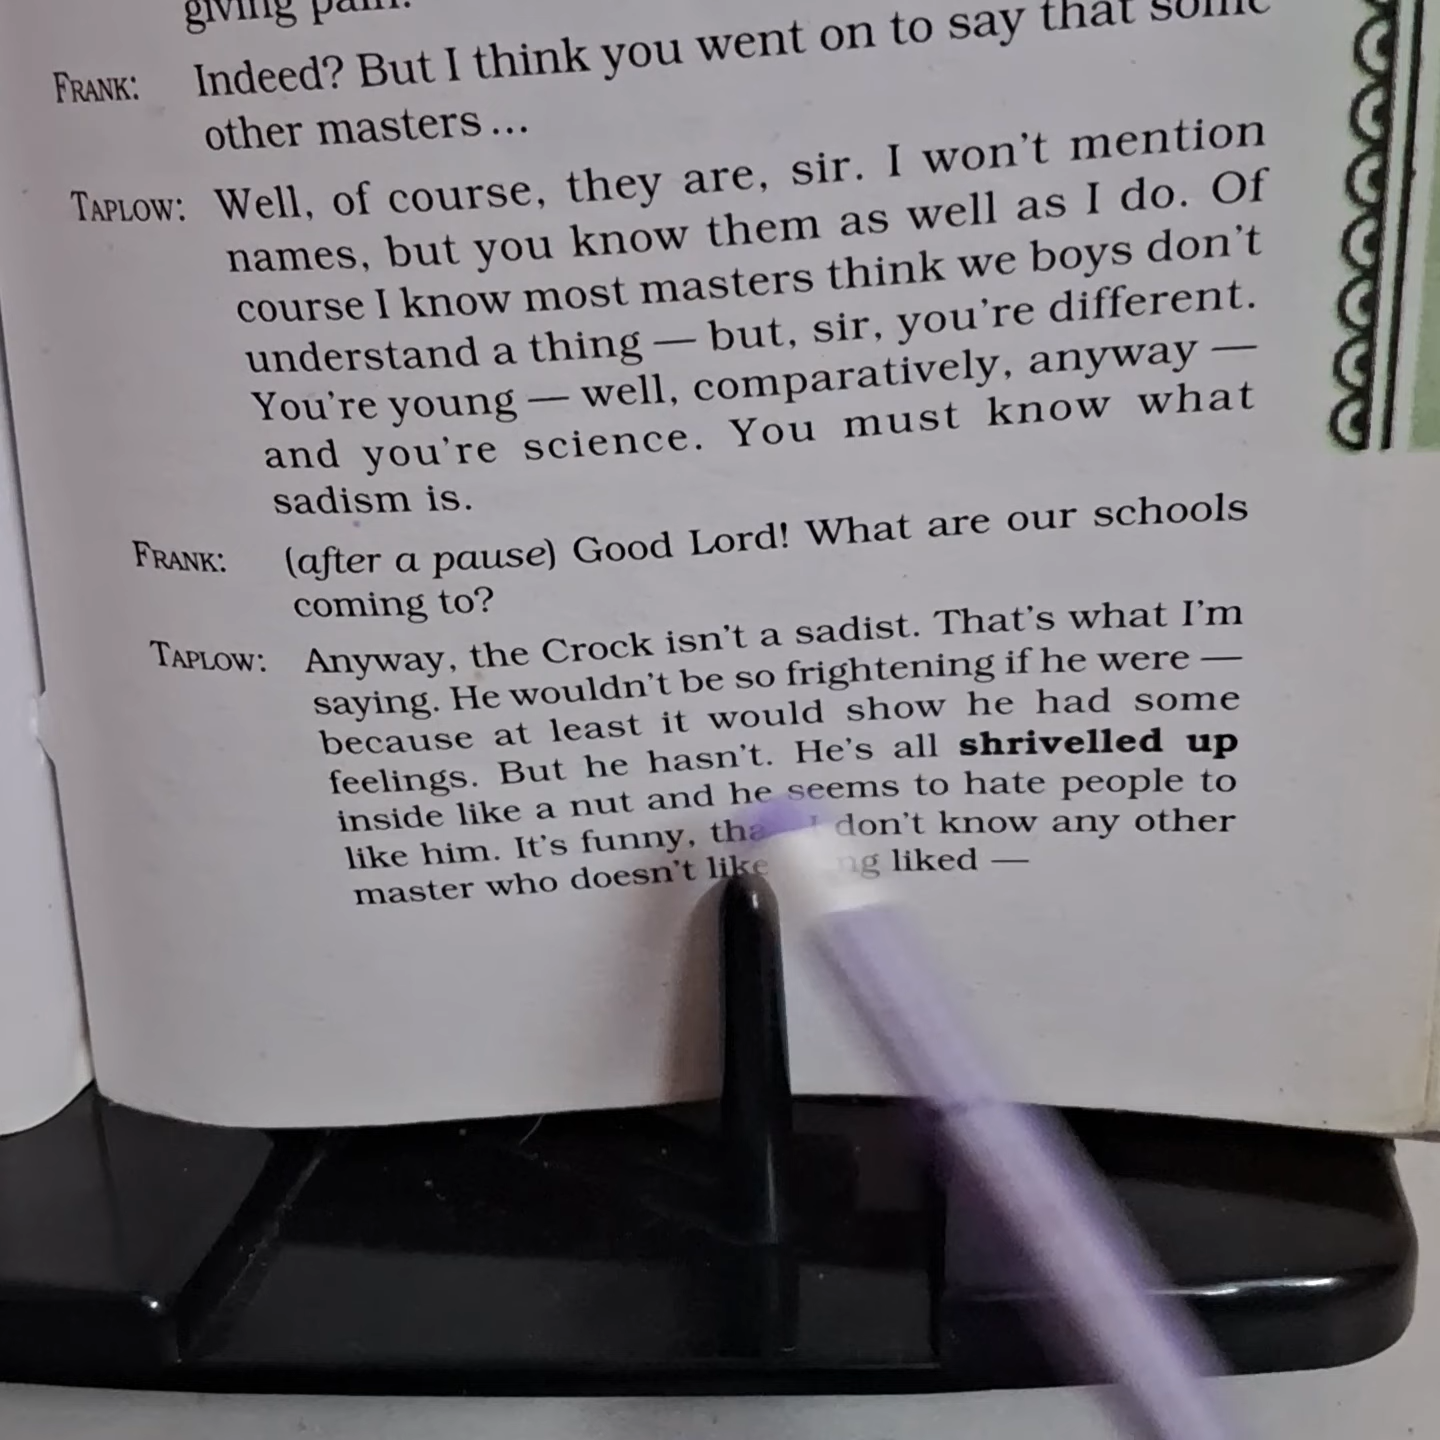 giving pain.
FRANK: Indeed? But I think you went on to say that some
other masters ...
TAPLOW: Well, of course, they are, sir. I won't mention
names, but you know them as well as I do. Of
course I know most masters think we boys don't
understand a thing — but, sir, you're different.
You're young — well, comparatively, anyway —
and you're science. You must know what
sadism is.
FRANK: (after a pause) Good Lord! What are our schools
coming to?
TAPLOW: Anyway, the Crock isn't a sadist. That's what I'm
saying. He wouldn't be so frightening if he were —
because at least it would show he had some
feelings. But he hasn't. He's all shrivelled up
inside like a nut and he seems to hate people to
like him. It's funny, don't know any other
master who doesn't like liked —